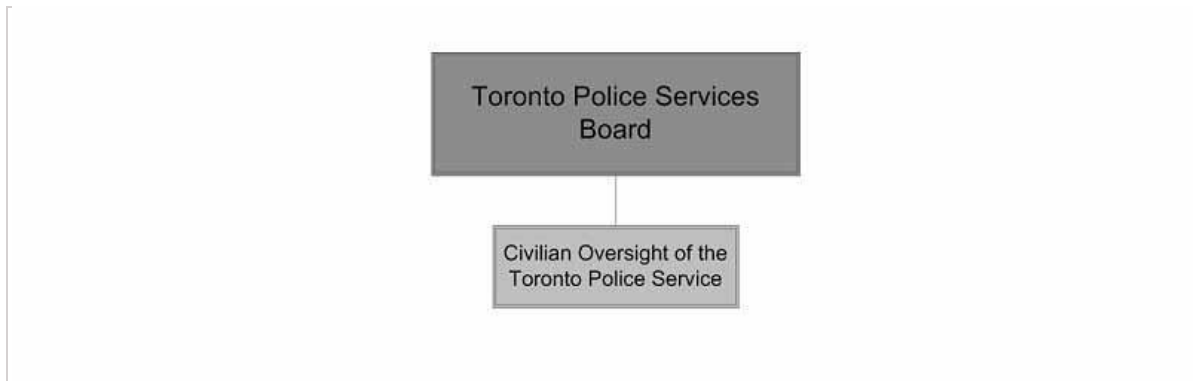 Toronto Police Services
Board
Civilian Oversight of the
Toronto Police Service